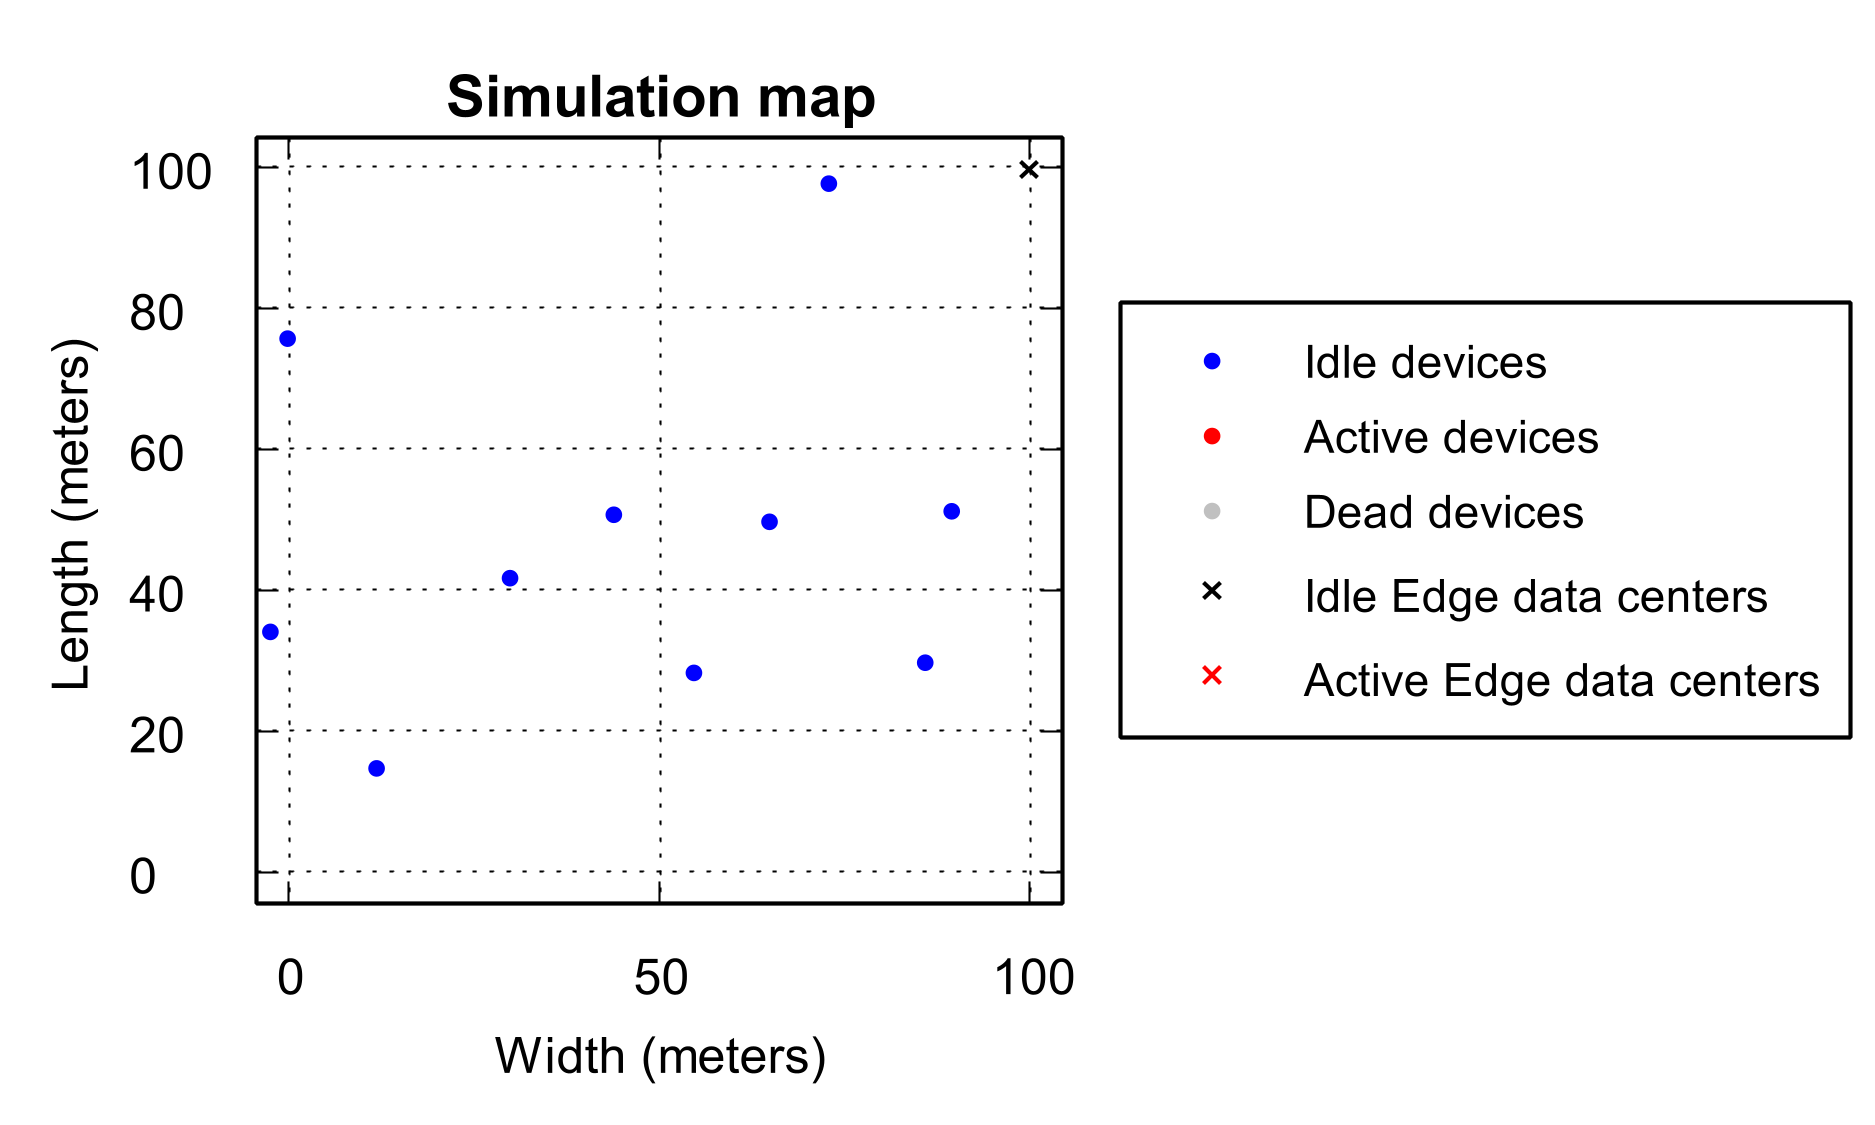 Simulation map
100
80
60
40
20
0
Length (meters)
0 50 100
Width (meters)
Idle devices
Active devices
Dead devices
Idle Edge data centers
Active Edge data centers